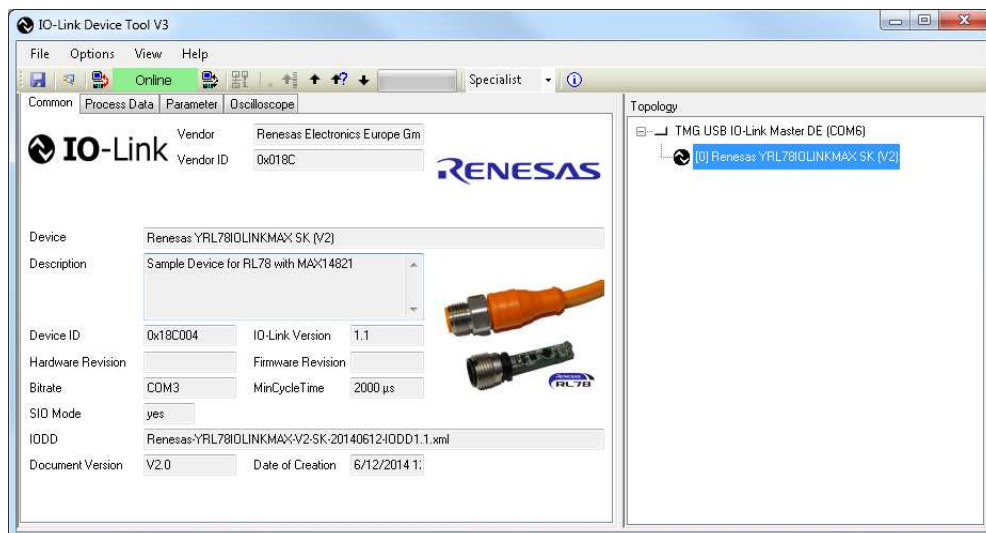 IO-Link Device Tool V3
File Options View Help
Online Specialist
Common Process Data Parameter Oscilloscope
IO-Link
Vendor Renesas Electronics Europe Gm
Vendor ID 0x018C
RENESAS
Device Renesas YRL78IOLINKMAX SK (V2)
Description Sample Device for RL78 with MAX14821
Device ID 0x18C004 IO-Link Version 1.1
Hardware Revision Firmware Revision
Bitrate COM3 MinCycleTime 2000 µs
SIO Mode yes
IODD Renesas-YRL78IOLINKMAX-V2-SK-20140612-IODD1.1.xml
Document Version V2.0 Date of Creation 6/12/2014 1:
RENESAS
RL78
Topology
TMG USB IO-Link Master DE (COM6)
[0] Renesas YRL78IOLINKMAX SK (V2)